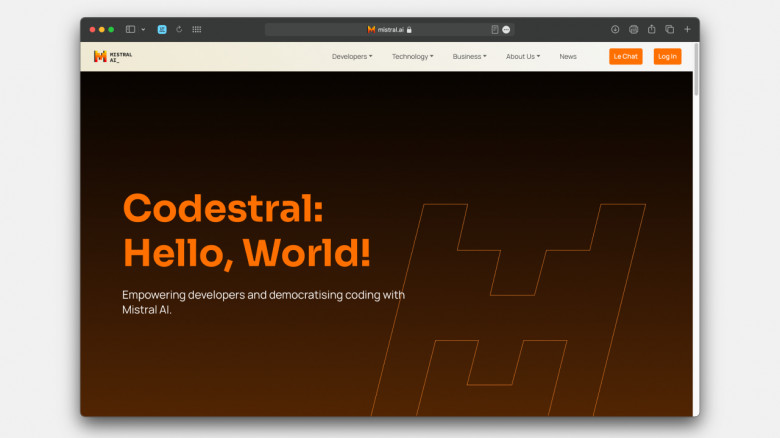 mistral.ai
MISTRAL
AI_
Developers
Technology
Business
About Us
News
Le Chat
Log in
Codestral:
Hello, World!
Empowering developers and democratising coding with
Mistral AI.